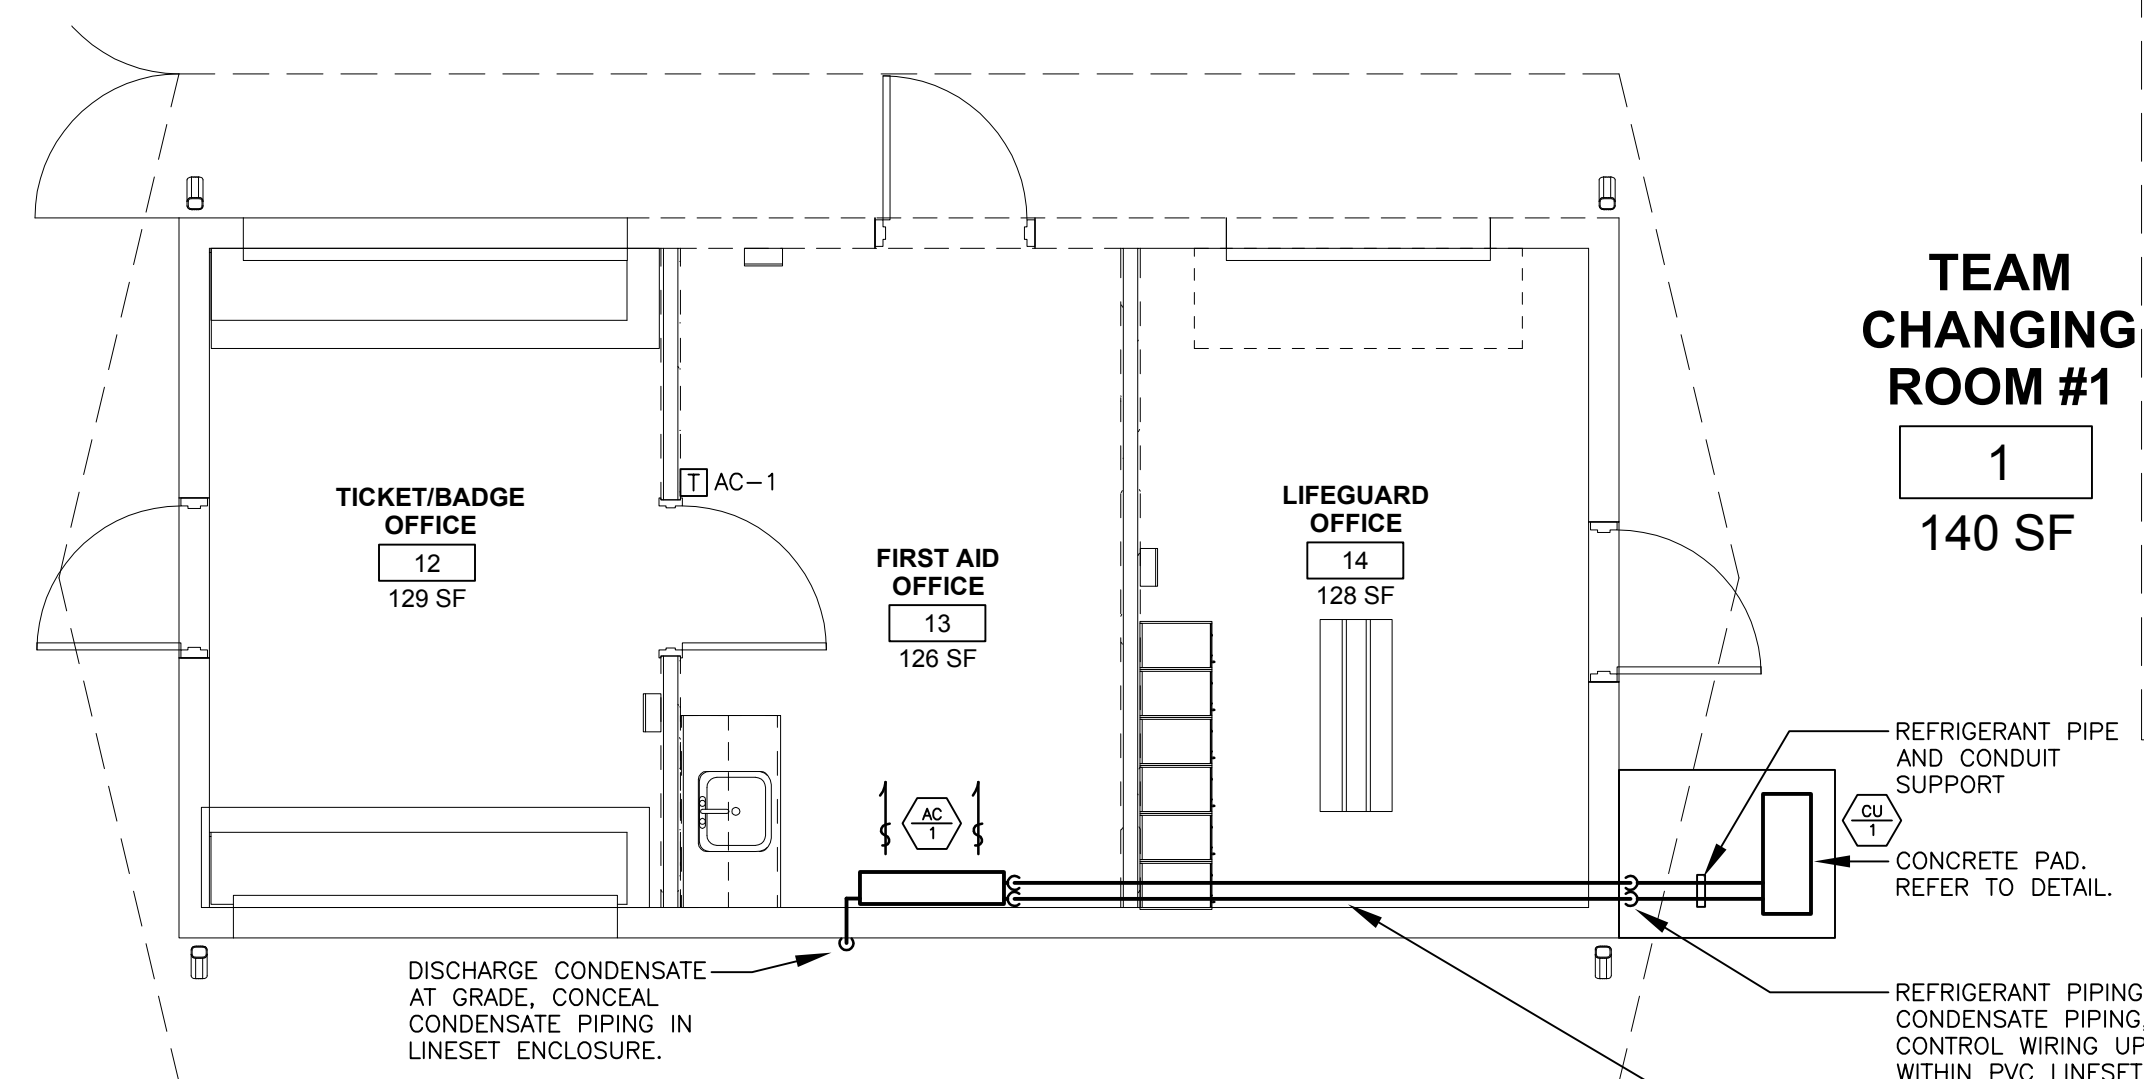 TEAM
CHANGING
ROOM #1
1
140 SF
T AC-1
TICKET/BADGE
OFFICE
12
129 SF
FIRST AID
OFFICE
13
126 SF
LIFEGUARD
OFFICE
14
128 SF
REFRIGERANT PIPE
AND CONDUIT
SUPPORT
AC
1
CU
1
CONCRETE PAD.
REFER TO DETAIL.
DISCHARGE CONDENSATE
AT GRADE, CONCEAL
CONDENSATE PIPING IN
LINESET ENCLOSURE.
REFRIGERANT PIPING
CONDENSATE PIPING,
CONTROL WIRING UP
WITHIN PVC LINESET